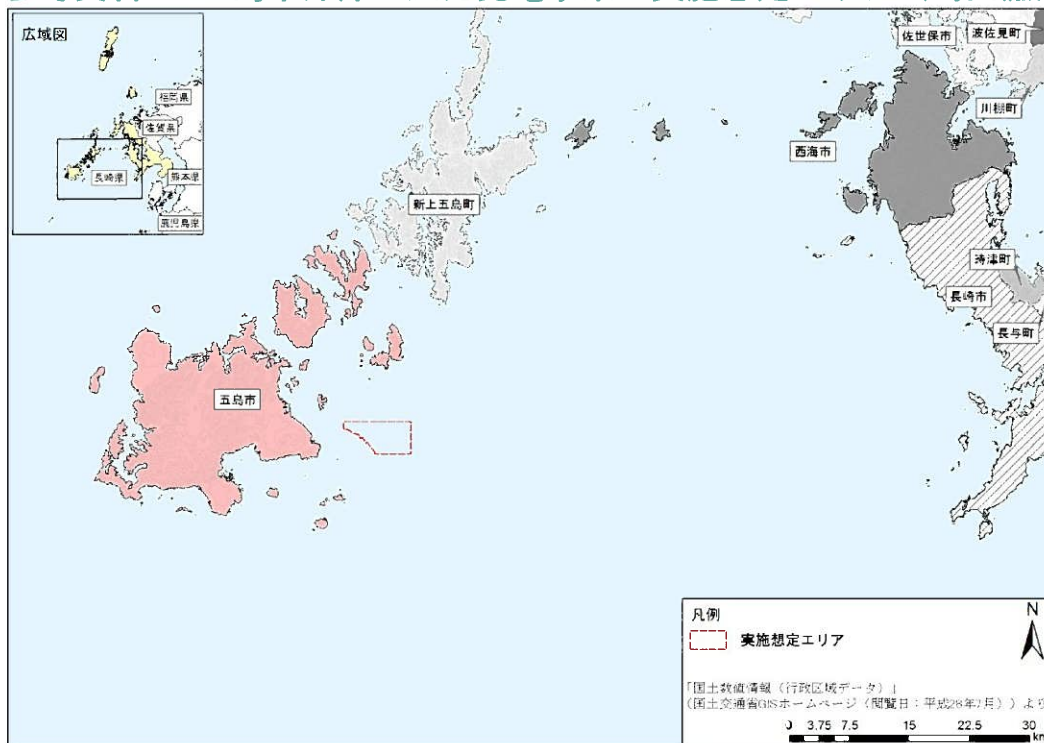 広域図
福岡県
佐賀県
長崎県
熊本県
鹿児島県
佐世保市
波佐見町
川棚町
西海市
新上五島町
時津町
長崎市
長与町
五島市
凡例
実施想定エリア
N
「国土数値情報（行政区域データ）」
（国土交通省GISホームページ（閲覧日：平成28年7月））より
0 3.75 7.5 15 22.5 30
km